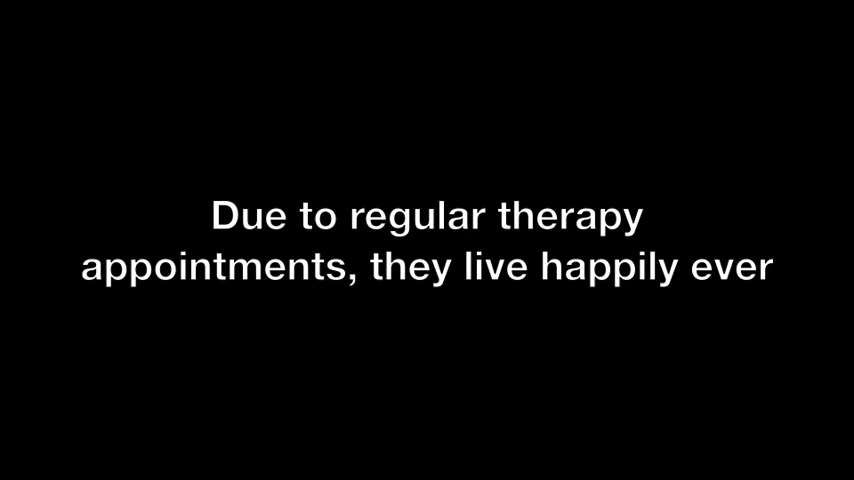 Due to regular therapy
appointments, they live happily ever